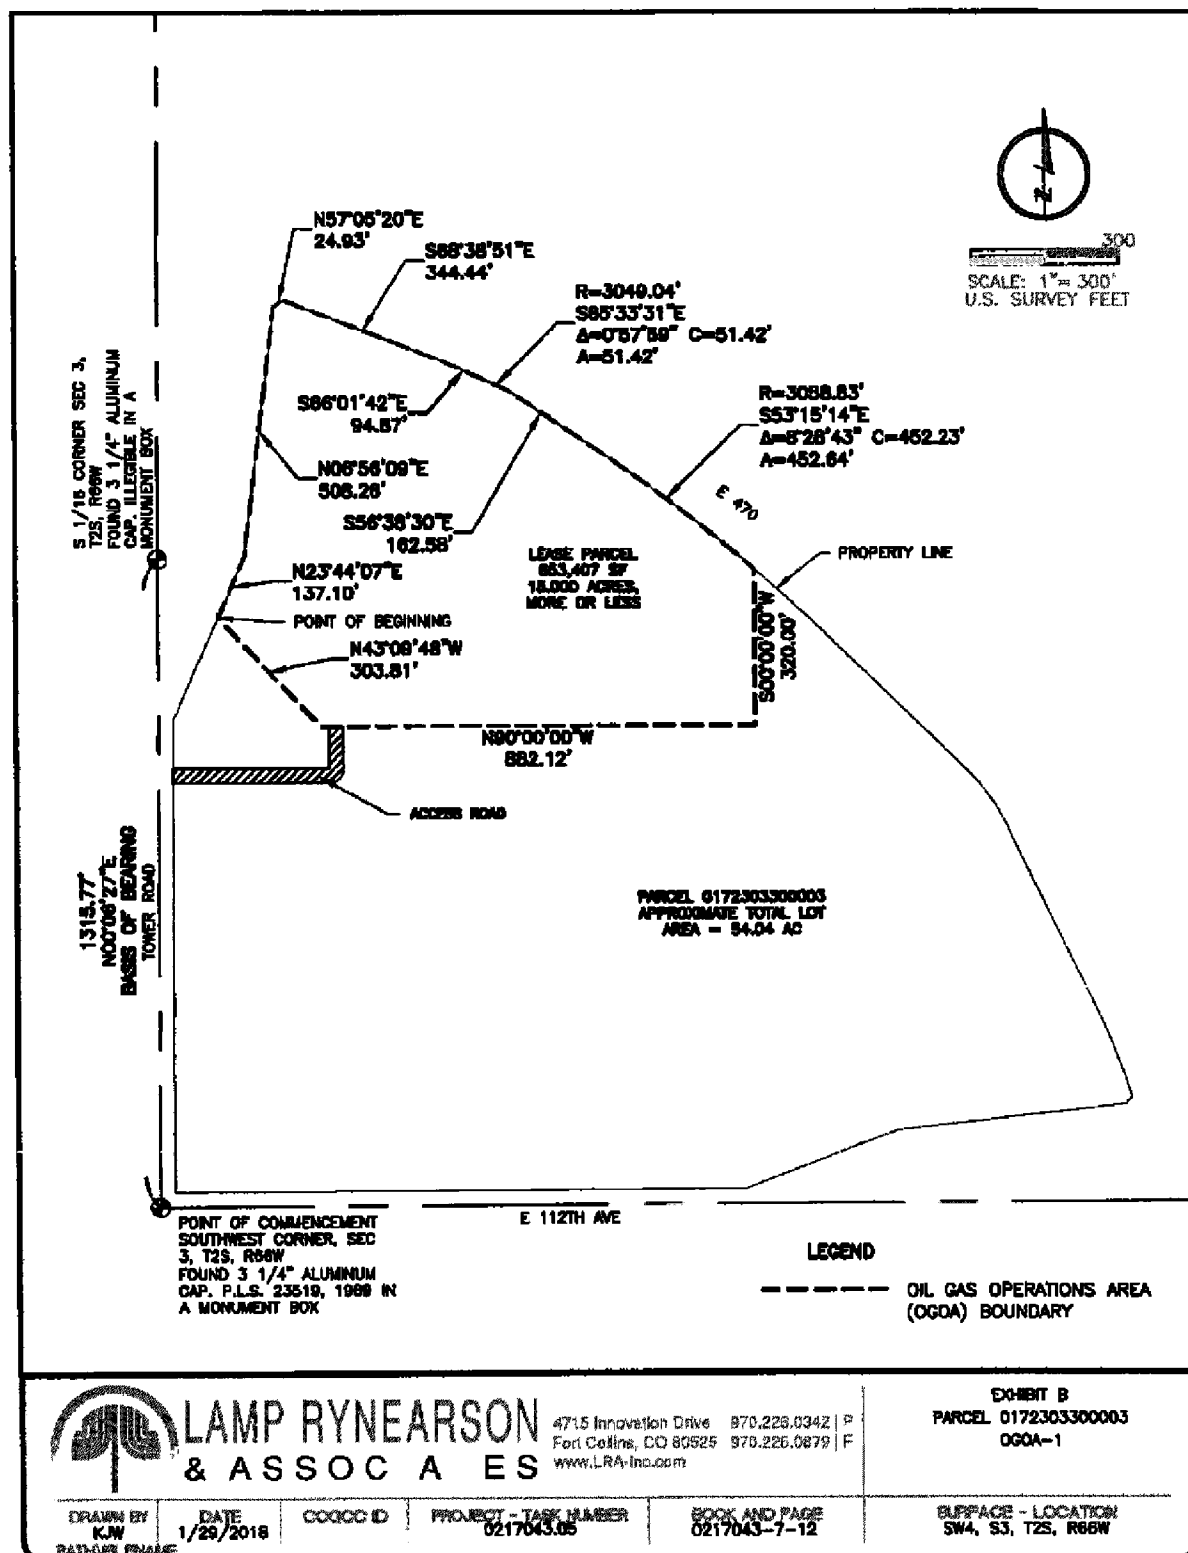 300
SCALE: 1"= 300'
U.S. SURVEY FEET
N57°05'20"E
24.93'
S68°38'51"E
344.44'
R=3049.04'
S65°33'31"E
Δ=0°57'59" C=51.42'
A=51.42'
S66°01'42"E
94.57'
R=3058.83'
S53°15'14"E
Δ=8°28'43" C=452.23'
A=452.64'
S 1/16 CORNER SEC 3,
T2S, R66W
FOUND 3 1/4" ALUMINUM
CAP. ILLEGIBLE IN A
MONUMENT BOX
N06°56'09"E
508.26'
S56°38'30"E
162.58'
E 470
LEASE PARCEL
653,407 SF
15.000 ACRES,
MORE OR LESS
PROPERTY LINE
N23°44'07"E
137.10'
POINT OF BEGINNING
N43°09'48"W
303.81'
S00°00'00"W
320.00'
N90°00'00"W
882.12'
ACCESS ROAD
1315.77'
N00°06'27"E
BASIS OF BEARING
TOWER ROAD
PARCEL 0172303300003
APPROXIMATE TOTAL LOT
AREA = 54.04 AC
POINT OF COMMENCEMENT
SOUTHWEST CORNER, SEC
3, T2S, R66W
FOUND 3 1/4" ALUMINUM
CAP. P.L.S. 23519, 1989 IN
A MONUMENT BOX
E 112TH AVE
LEGEND
OIL GAS OPERATIONS AREA
(OGOA) BOUNDARY
LAMP RYNEARSON
& ASSOC A ES
4715 Innovation Drive 970.226.0342 | P
Fort Collins, CO 80525 970.226.0879 | F
www.LRA-Inc.com
EXHIBIT B
PARCEL 0172303300003
OGOA-1
DRAWN BY
KJW
DATE
1/29/2018
COGCC ID
PROJECT - TASK NUMBER
0217043.05
BOOK AND PAGE
0217043-7-12
SURFACE - LOCATION
SW4, S3, T2S, R66W